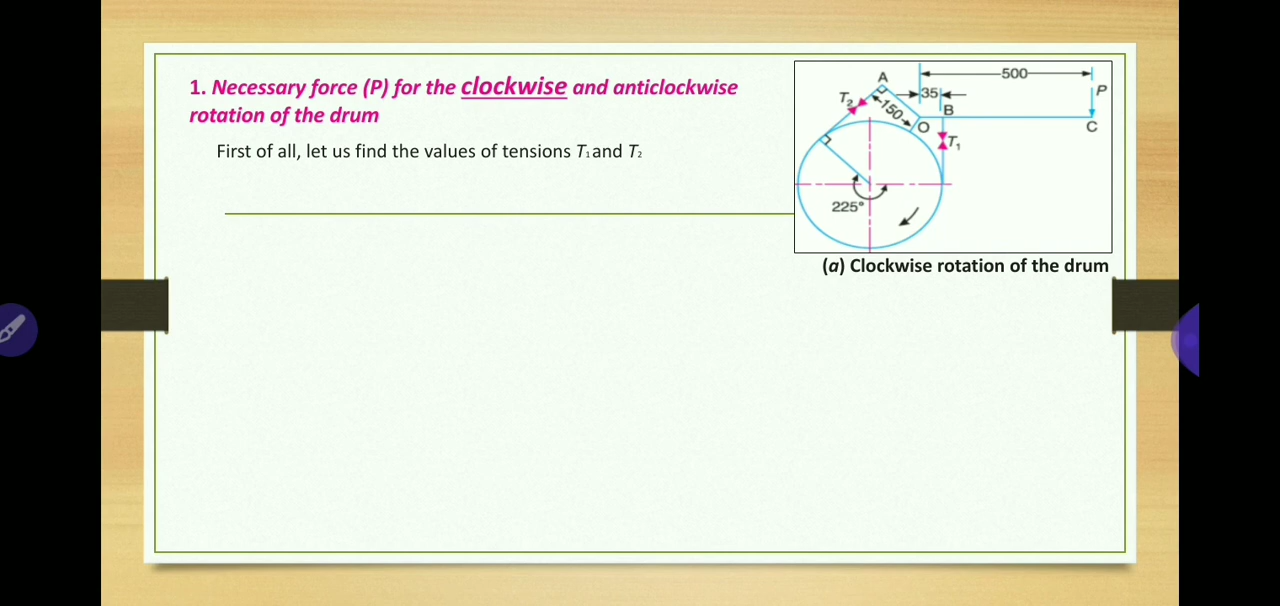 1. Necessary force (P) for the clockwise and anticlockwise
rotation of the drum
First of all, let us find the values of tensions T₁ and T₂
500
A
P
35
B
T₂
150
O
C
T₁
225°
(a) Clockwise rotation of the drum